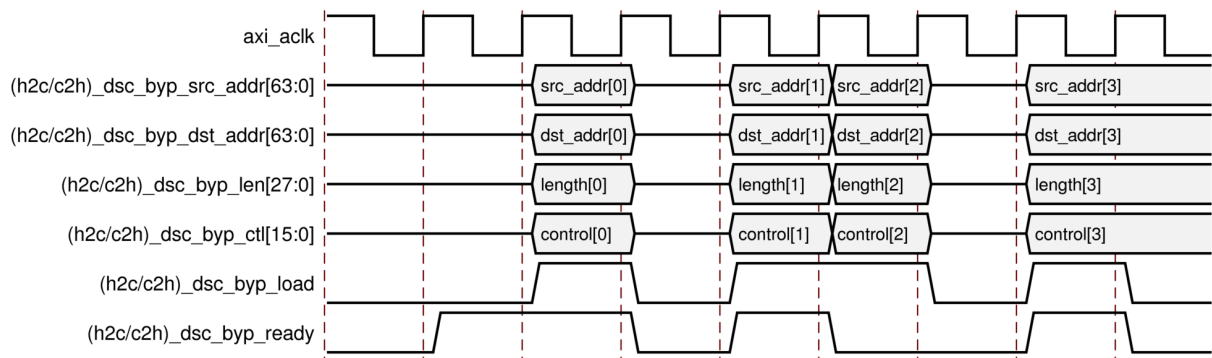 axi_aclk
(h2c/c2h)_dsc_byp_src_addr[63:0] src_addr[0] src_addr[1] src_addr[2] src_addr[3]
(h2c/c2h)_dsc_byp_dst_addr[63:0] dst_addr[0] dst_addr[1] dst_addr[2] dst_addr[3]
(h2c/c2h)_dsc_byp_len[27:0] length[0] length[1] length[2] length[3]
(h2c/c2h)_dsc_byp_ctl[15:0] control[0] control[1] control[2] control[3]
(h2c/c2h)_dsc_byp_load
(h2c/c2h)_dsc_byp_ready